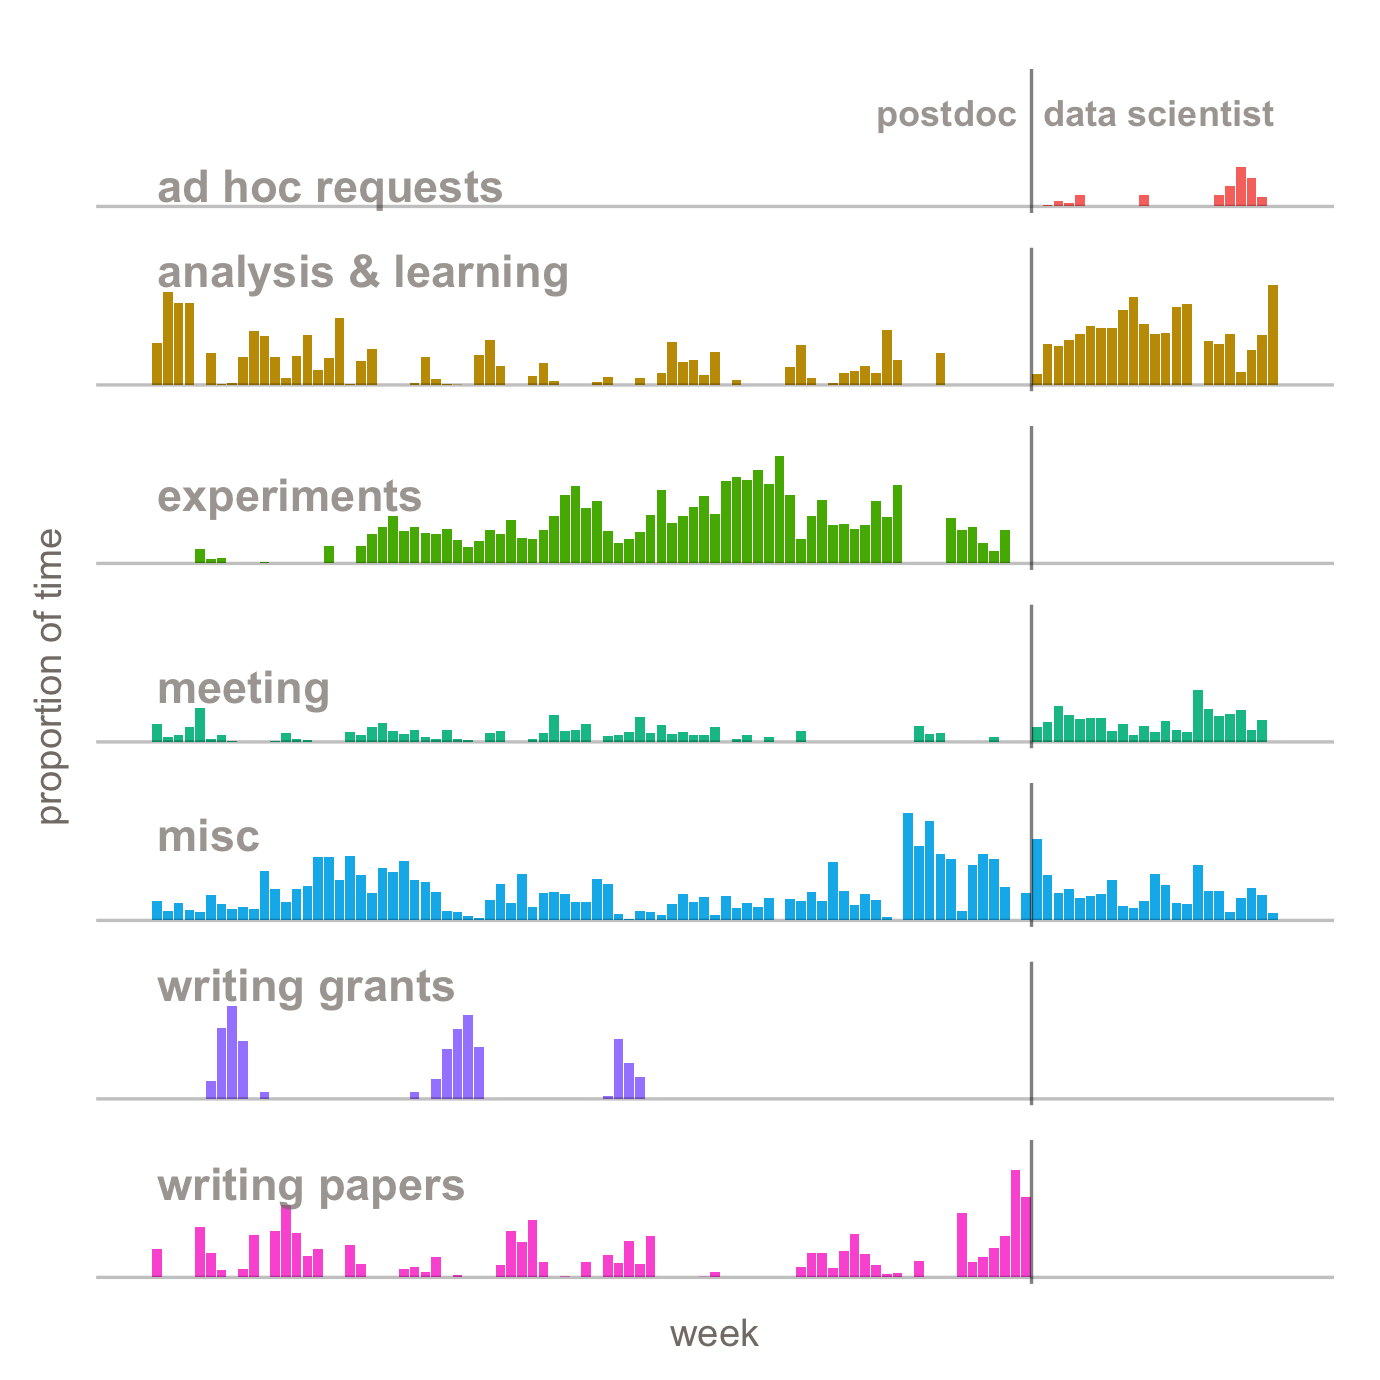 postdoc data scientist
ad hoc requests
analysis & learning
experiments
meeting
misc
writing grants
writing papers
proportion of time
week